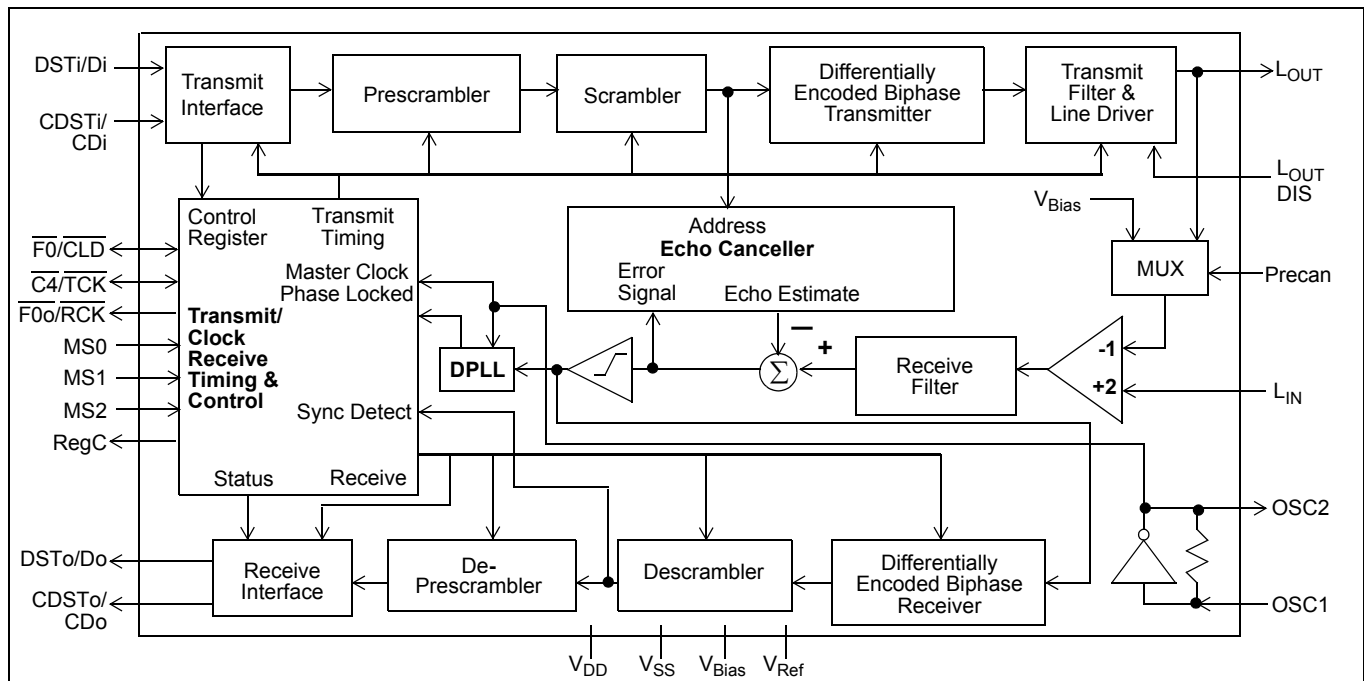 DSTi/Di
CDSTi/
CDi
Transmit
Interface
Prescrambler
Scrambler
Differentially
Encoded Biphase
Transmitter
Transmit
Filter &
Line Driver
LOUT
LOUT
DIS
VBias
MUX
Precan
Control
Register
Transmit
Timing
Master Clock
Phase Locked
Transmit/
Clock
Receive
Timing &
Control
Sync Detect
Status
Receive
F0/CLD
C4/TCK
F0o/RCK
MS0
MS1
MS2
RegC
Address
Echo Canceller
Error
Signal
Echo Estimate
DPLL
−
+
Σ
Receive
Filter
-1
+2
LIN
DSTo/Do
CDSTo/
CDo
Receive
Interface
De-
Prescrambler
Descrambler
Differentially
Encoded Biphase
Receiver
OSC2
OSC1
VDD
VSS
VBias
VRef